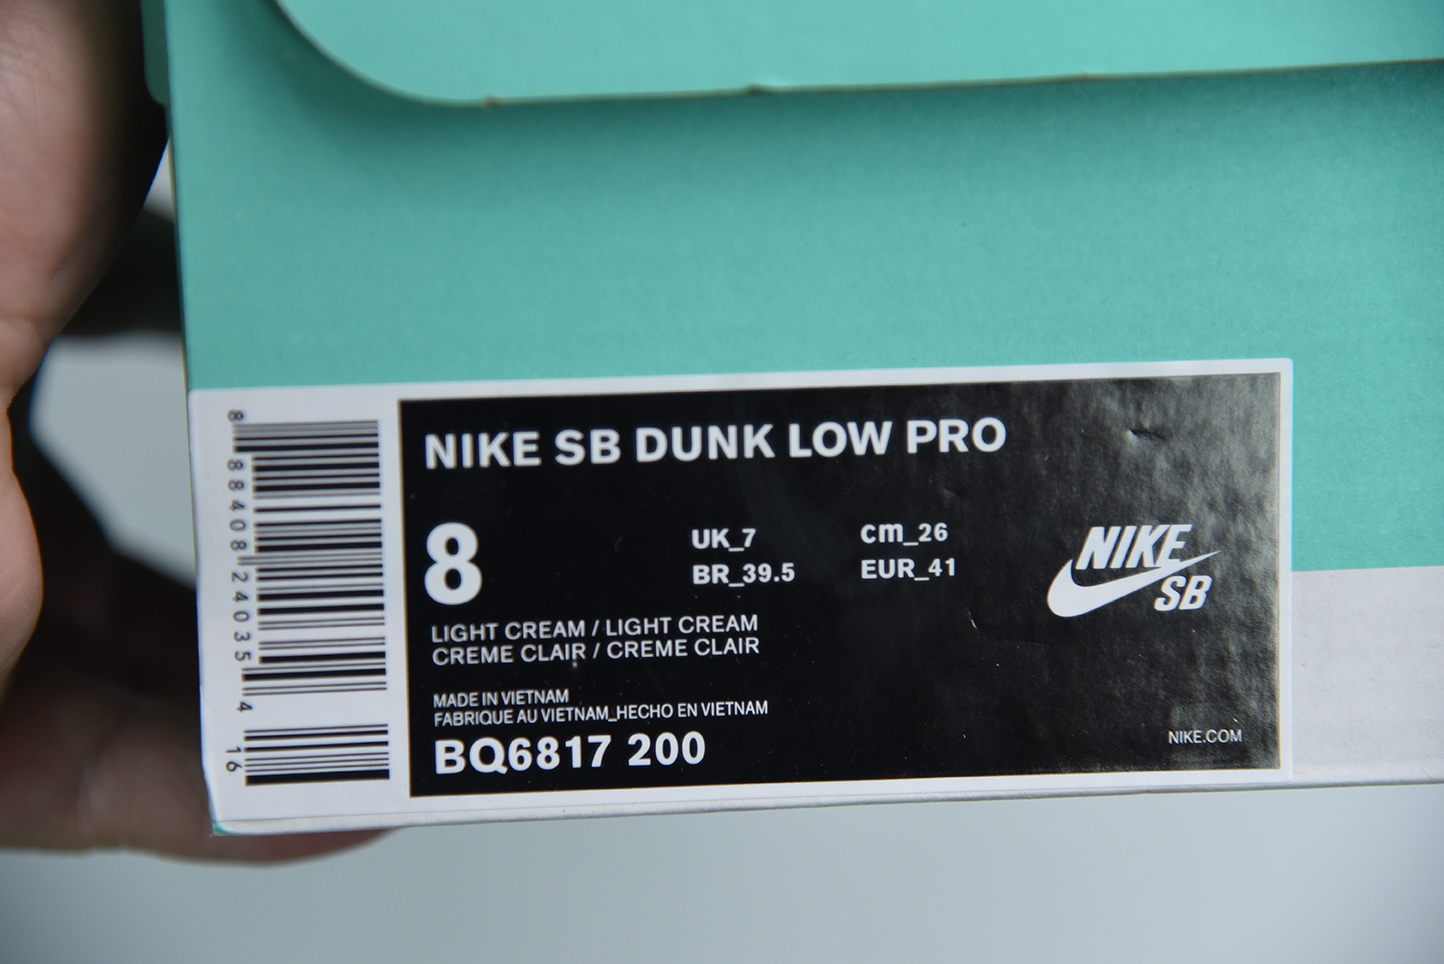 NIKE SB DUNK LOW PRO
8
UK_7 cm_26
BR_39.5 EUR_41
LIGHT CREAM / LIGHT CREAM
CREME CLAIR / CREME CLAIR
MADE IN VIETNAM
FABRIQUE AU VIETNAM_HECHO EN VIETNAM
BQ6817 200
NIKE
SB
NIKE.COM
8 88408 24035 4
16